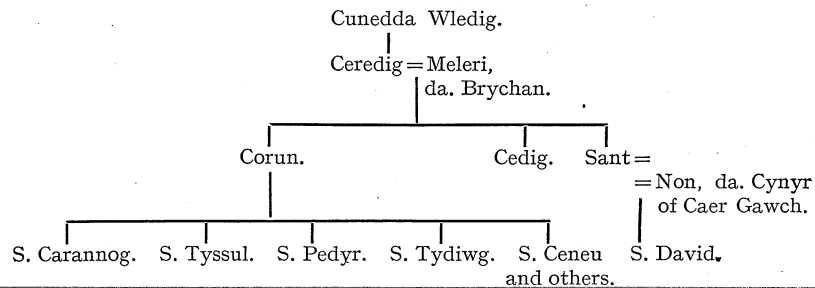 Cunedda Wledig.
Ceredig = Meleri,
da. Brychan.
Corun. Cedig. Sant =
= Non, da. Cynyr
of Caer Gawch.
S. Carannog. S. Tyssul. S. Pedyr. S. Tydiwg. S. Ceneu S. David.
and others.